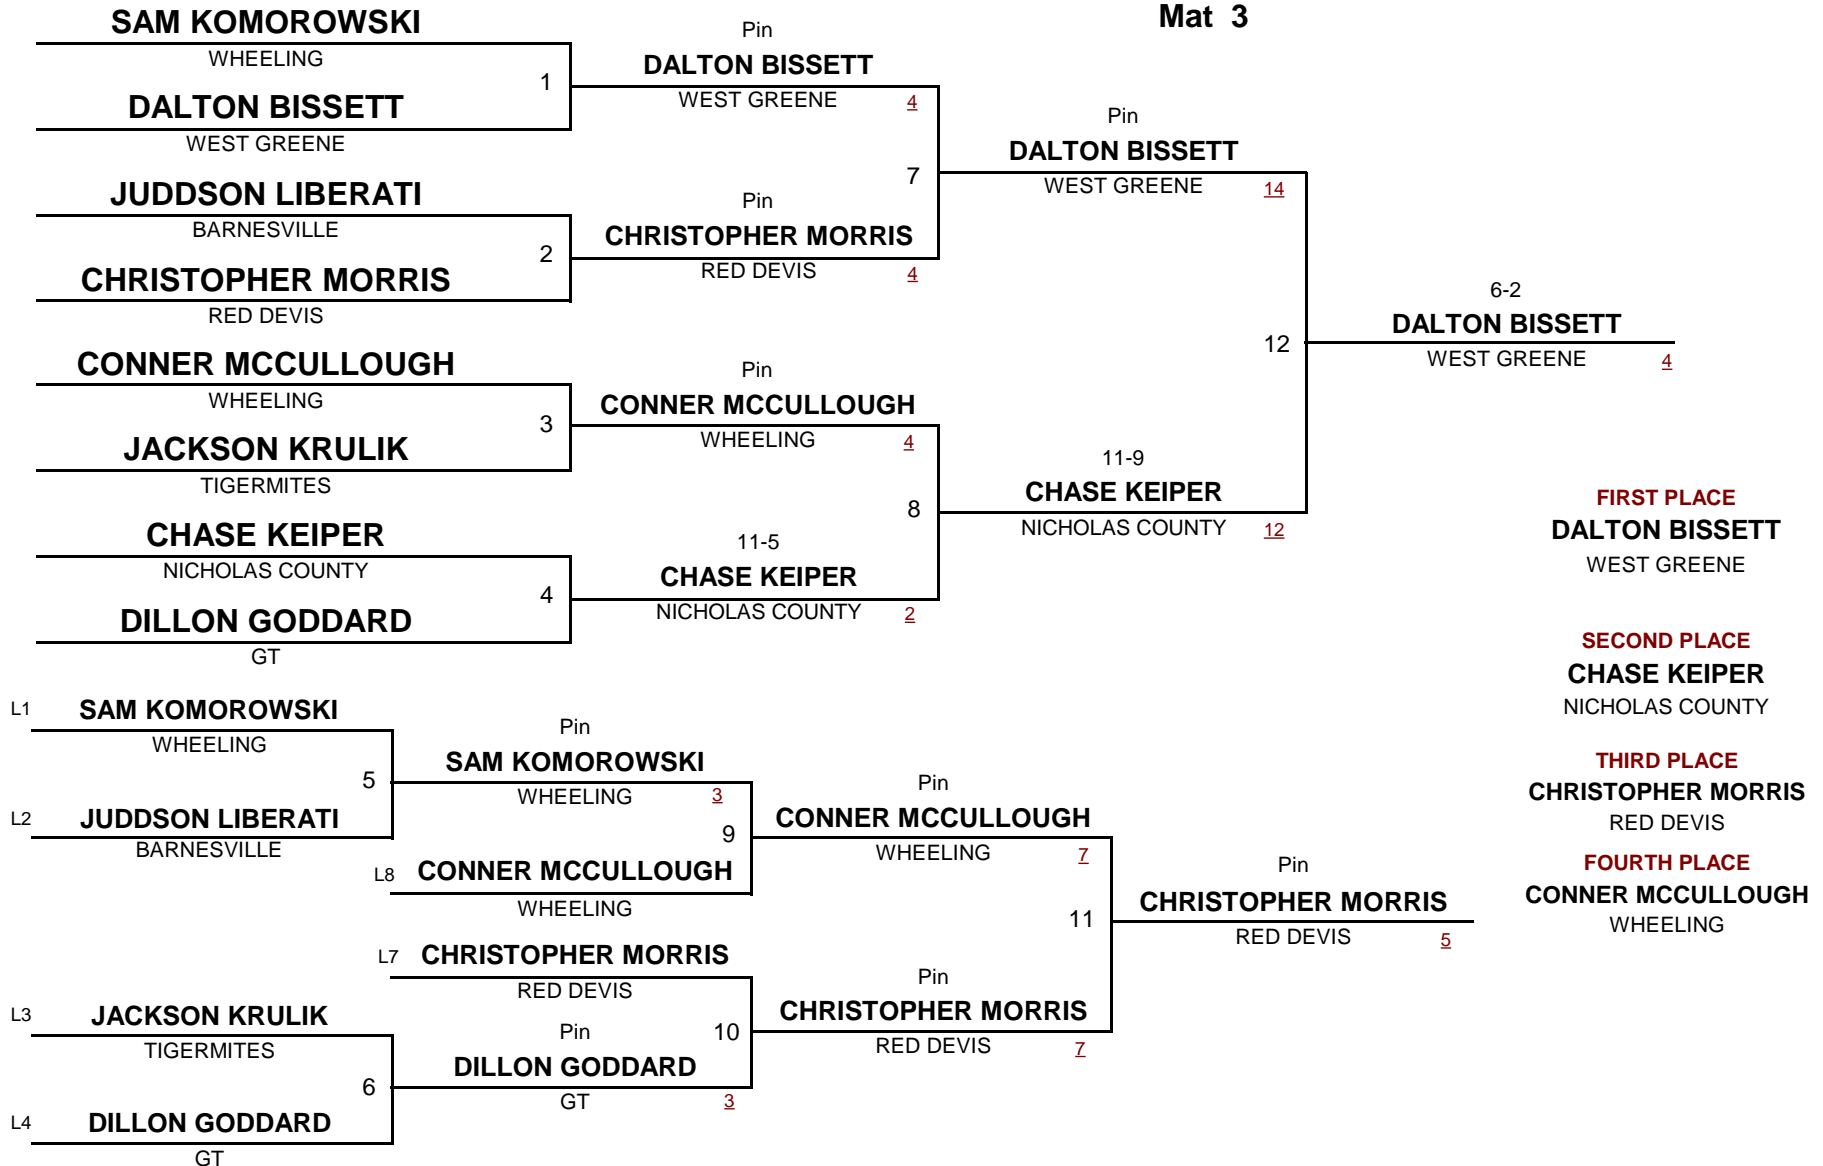 Mat 3
SAM KOMOROWSKI
WHEELING
1
DALTON BISSETT
WEST GREENE
JUDDSON LIBERATI
BARNESVILLE
2
CHRISTOPHER MORRIS
RED DEVIS
CONNER MCCULLOUGH
WHEELING
3
JACKSON KRULIK
TIGERMITES
CHASE KEIPER
NICHOLAS COUNTY
4
DILLON GODDARD
GT
Pin
DALTON BISSETT
WEST GREENE 4
7
Pin
CHRISTOPHER MORRIS
RED DEVIS 4
Pin
CONNER MCCULLOUGH
WHEELING 4
8
11-5
CHASE KEIPER
NICHOLAS COUNTY 2
Pin
DALTON BISSETT
WEST GREENE 14
12
11-9
CHASE KEIPER
NICHOLAS COUNTY 12
6-2
DALTON BISSETT
WEST GREENE 4
FIRST PLACE
DALTON BISSETT
WEST GREENE
SECOND PLACE
CHASE KEIPER
NICHOLAS COUNTY
THIRD PLACE
CHRISTOPHER MORRIS
RED DEVIS
FOURTH PLACE
CONNER MCCULLOUGH
WHEELING
L1 SAM KOMOROWSKI
WHEELING
5
L2 JUDDSON LIBERATI
BARNESVILLE
Pin
SAM KOMOROWSKI
WHEELING 3
9
L8 CONNER MCCULLOUGH
WHEELING
L7 CHRISTOPHER MORRIS
RED DEVIS
10
L3 JACKSON KRULIK
TIGERMITES
6
L4 DILLON GODDARD
GT
Pin
DILLON GODDARD
GT 3
Pin
CONNER MCCULLOUGH
WHEELING 7
11
Pin
CHRISTOPHER MORRIS
RED DEVIS 7
Pin
CHRISTOPHER MORRIS
RED DEVIS 5